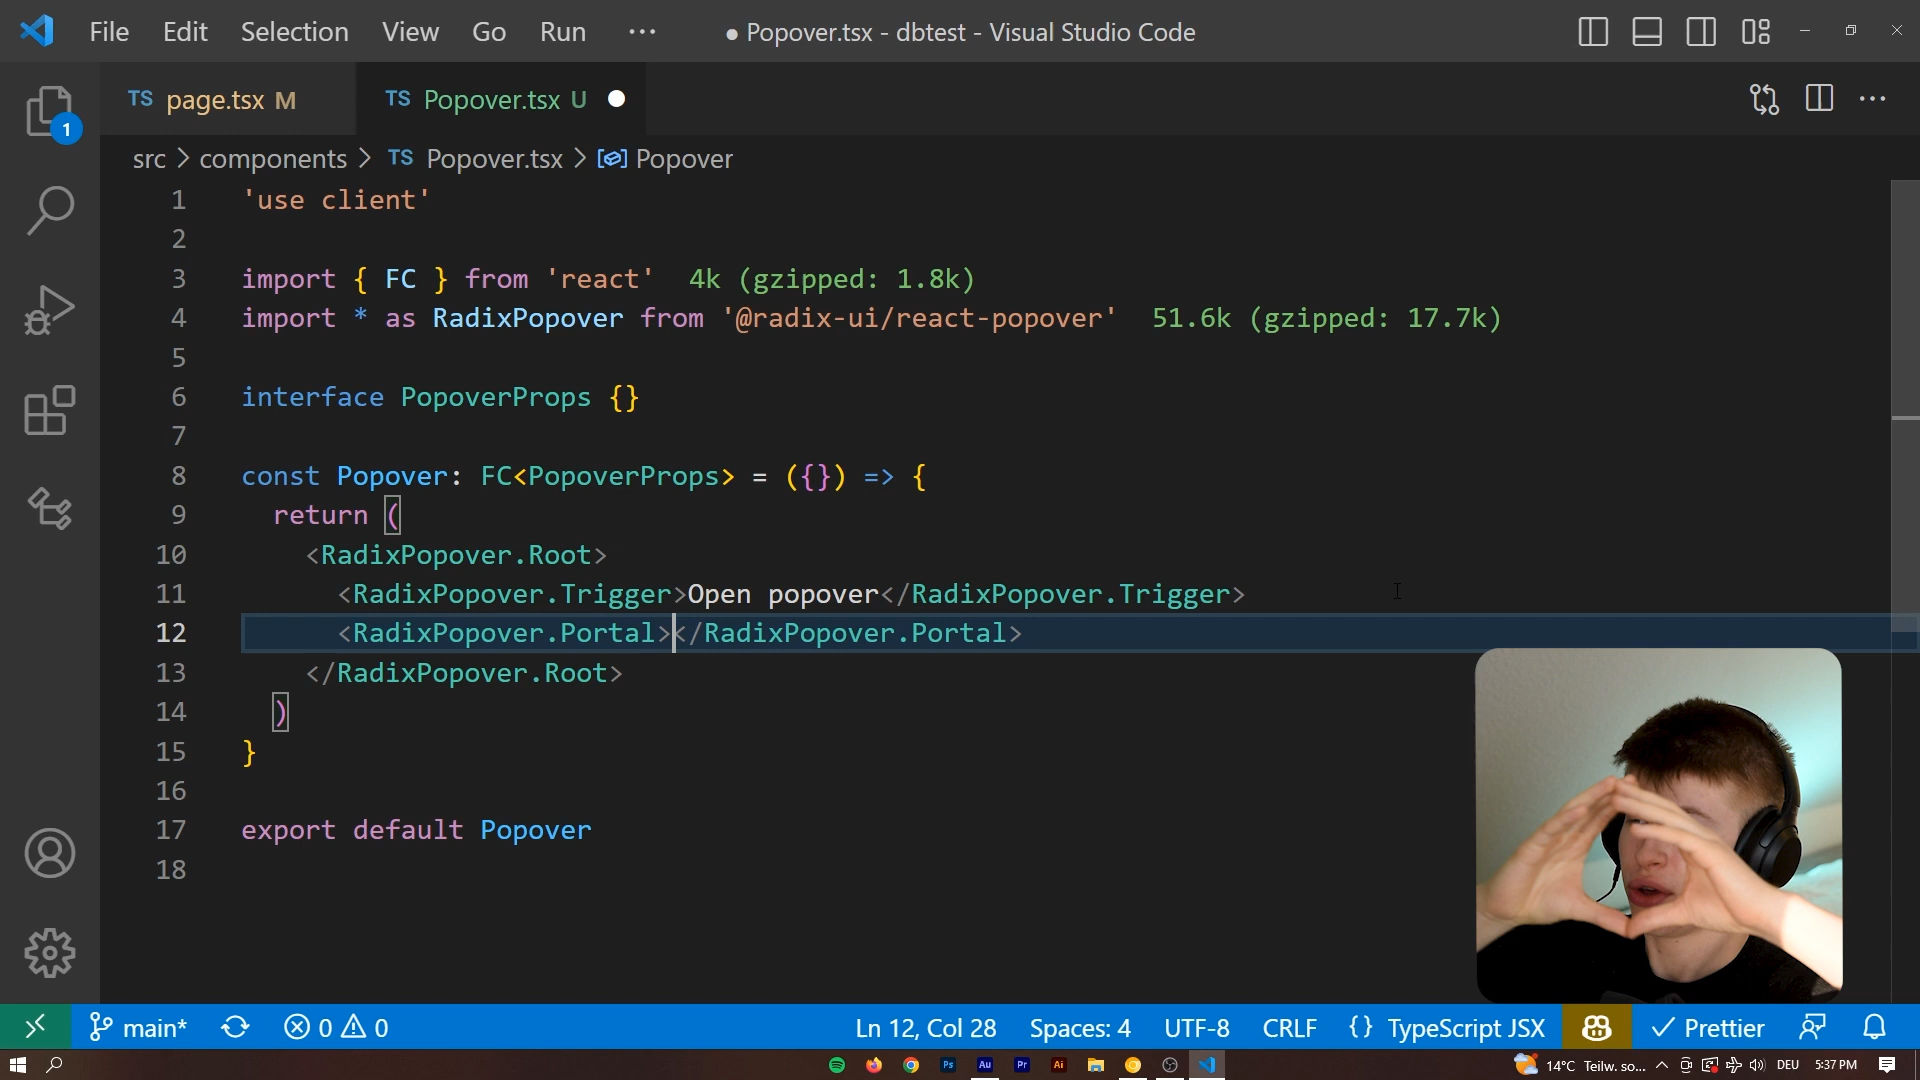 File Edit Selection View Go Run ··· ● Popover.tsx - dbtest - Visual Studio Code
TS page.tsx M TS Popover.tsx U
1
src > components > TS Popover.tsx > Popover
1 'use client'
2
3 import { FC } from 'react' 4k (gzipped: 1.8k)
4 import * as RadixPopover from '@radix-ui/react-popover' 51.6k (gzipped: 17.7k)
5
6 interface PopoverProps {}
7
8 const Popover: FC<PopoverProps> = ({}) => {
9 return (
10 <RadixPopover.Root>
11 <RadixPopover.Trigger>Open popover</RadixPopover.Trigger>
12 <RadixPopover.Portal></RadixPopover.Portal>
13 </RadixPopover.Root>
14 )
15 }
16
17 export default Popover
18
main* 0 0 Ln 12, Col 28 Spaces: 4 UTF-8 CRLF {} TypeScript JSX Prettier
Ps Au Pr Ai 14°C Teilw. so... DEU 5:37 PM